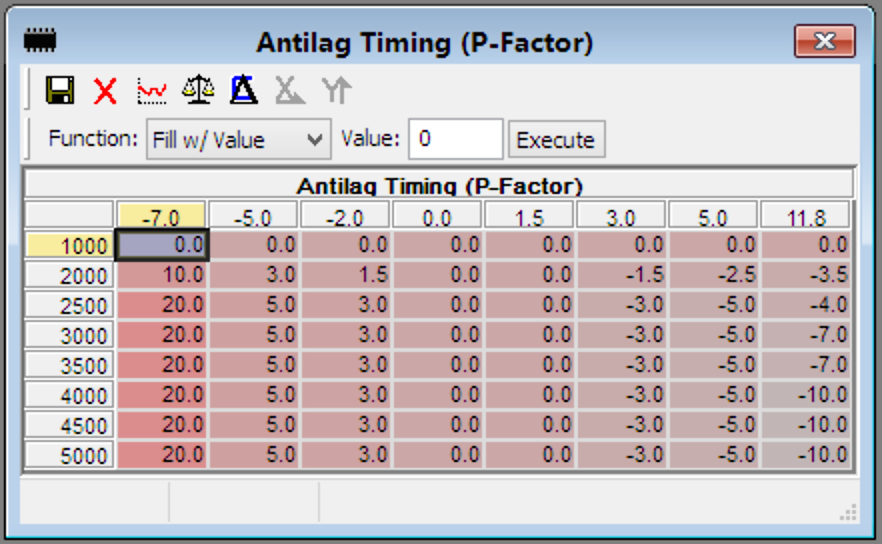 Antilag Timing (P-Factor)
Function: Fill w/ Value Value: 0 Execute
Antilag Timing (P-Factor)
-7.0 -5.0 -2.0 0.0 1.5 3.0 5.0 11.8
1000 0.0 0.0 0.0 0.0 0.0 0.0 0.0 0.0
2000 10.0 3.0 1.5 0.0 0.0 -1.5 -2.5 -3.5
2500 20.0 5.0 3.0 0.0 0.0 -3.0 -5.0 -4.0
3000 20.0 5.0 3.0 0.0 0.0 -3.0 -5.0 -7.0
3500 20.0 5.0 3.0 0.0 0.0 -3.0 -5.0 -7.0
4000 20.0 5.0 3.0 0.0 0.0 -3.0 -5.0 -10.0
4500 20.0 5.0 3.0 0.0 0.0 -3.0 -5.0 -10.0
5000 20.0 5.0 3.0 0.0 0.0 -3.0 -5.0 -10.0